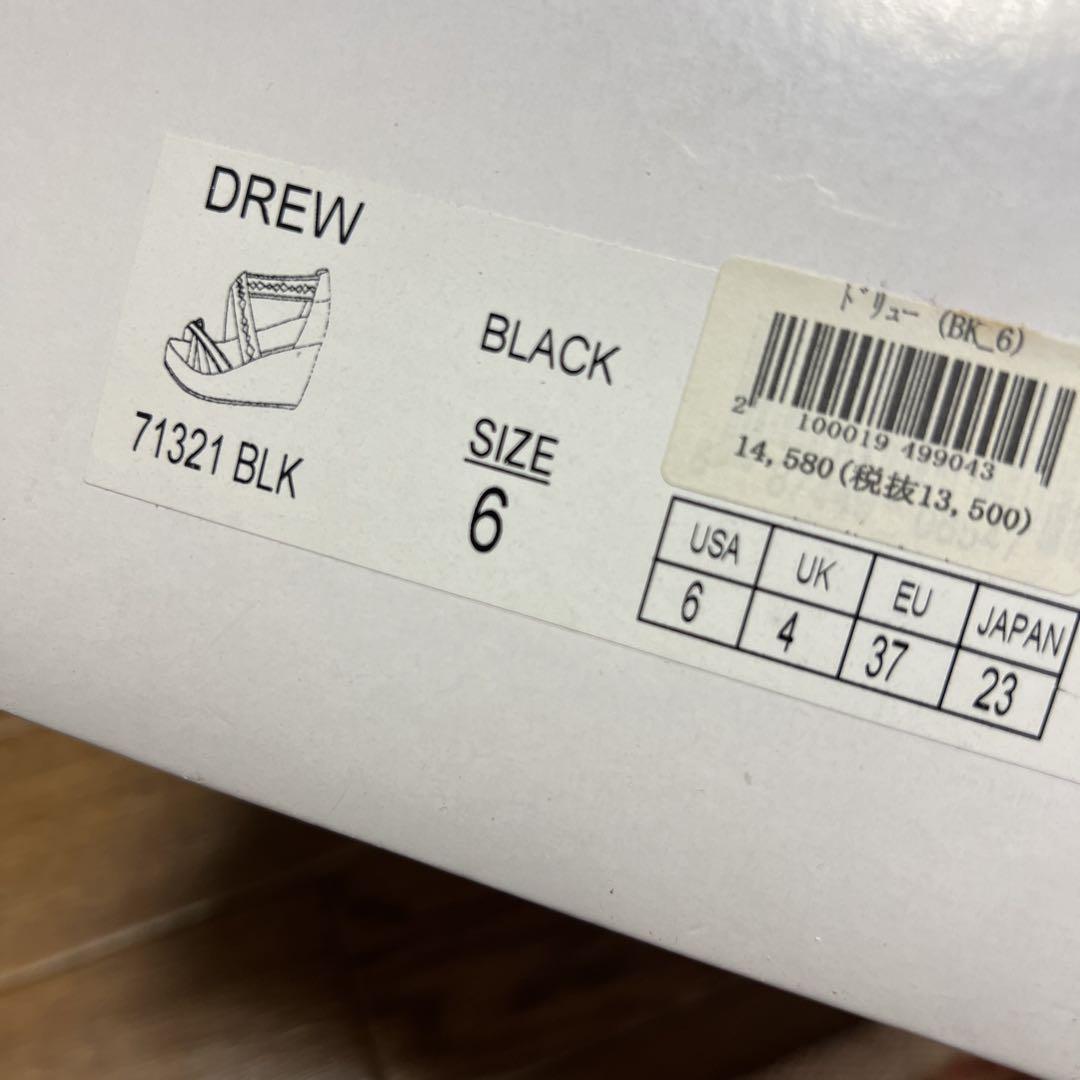 DREW
71321 BLK
BLACK
SIZE
6
ドリュー (BK_6)
2 100019 499043
14,580(税抜13,500)
USA UK EU JAPAN
6 4 37 23